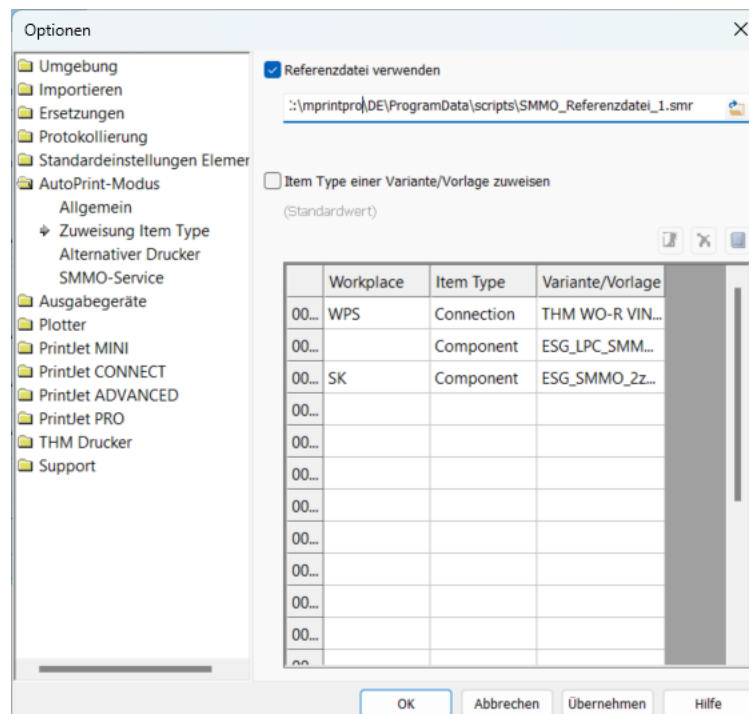 Optionen
Umgebung
Importieren
Ersetzungen
Protokollierung
Standardeinstellungen Elemer
AutoPrint-Modus
Allgemein
Zuweisung Item Type
Alternativer Drucker
SMMO-Service
Ausgabegeräte
Plotter
PrintJet MINI
PrintJet CONNECT
PrintJet ADVANCED
PrintJet PRO
THM Drucker
Support
Referenzdatei verwenden
:\mprintpro\DE\ProgramData\scripts\SMMO_Referenzdatei_1.smr
Item Type einer Variante/Vorlage zuweisen
(Standardwert)
Workplace Item Type Variante/Vorlage
00... WPS Connection THM WO-R VIN...
00... Component ESG_LPC_SMM...
00... SK Component ESG_SMMO_2z...
00...
00...
00...
00...
00...
00...
00...
00...
00
OK Abbrechen Übernehmen Hilfe